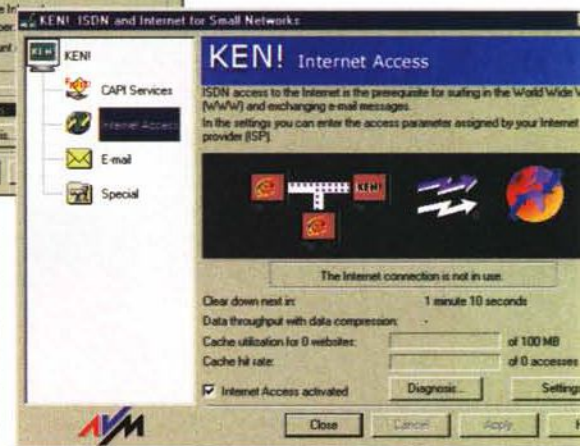 KEN! ISDN and Internet for Small Networks
KEN!
CAPI Services
Internet Access
E-mail
Special
KEN! Internet Access
ISDN access to the Internet is the prerequisite for surfing in the World Wide
(WWW) and exchanging e-mail messages.
In the settings you can enter the access parameter assigned by your Internet
provider (ISP).
KEN!
The Internet connection is not in use.
Clear down next in: 1 minute 10 seconds
Data throughput with data compression: -
Cache utilization for 0 websites: of 100 MB
Cache hit rate: of 0 accesses
Internet Access activated
Diagnosis...
Settings
AVM
Close
Cancel
Apply